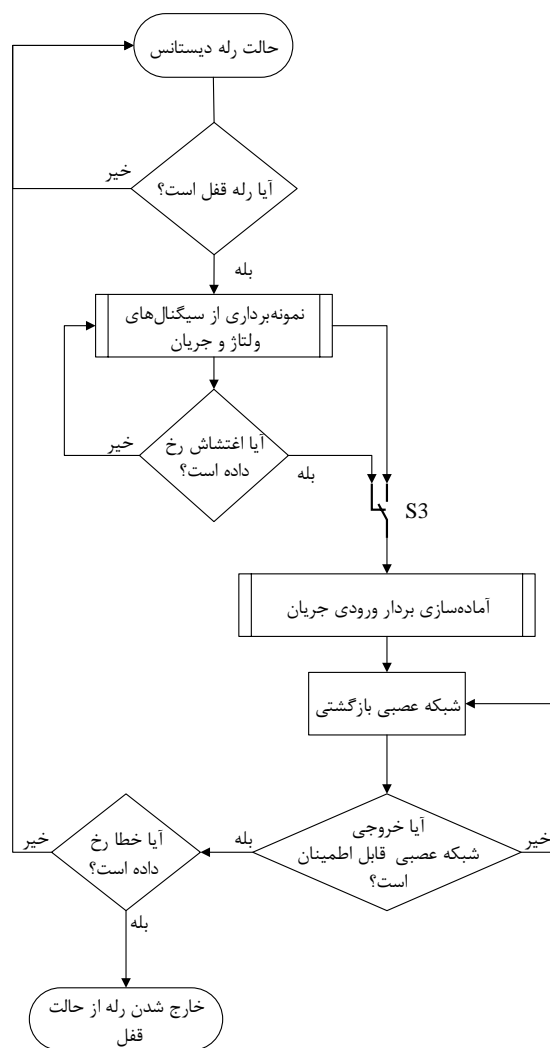 حالت رله دیستانس
آیا رله قفل است؟
خیر
بله
نمونه‌برداری از سیگنال‌های
ولتاژ و جریان
آیا اغتشاش رخ
داده است؟
خیر
بله
S3
آماده‌سازی بردار ورودی جریان
شبکه عصبی بازگشتی
آیا خروجی
شبکه عصبی قابل اطمینان
است؟
خیر
بله
آیا خطا رخ
داده است؟
خیر
بله
خارج شدن رله از حالت
قفل